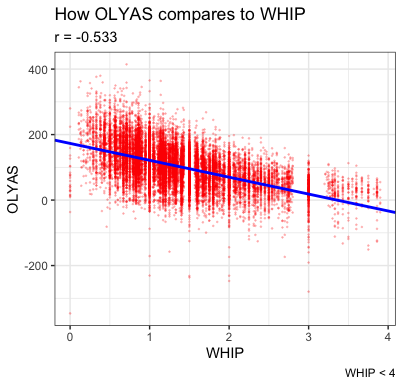 How OLYAS compares to WHIP
r = -0.533
400
200
0
-200
OLYAS
0 1 2 3 4
WHIP
WHIP < 4